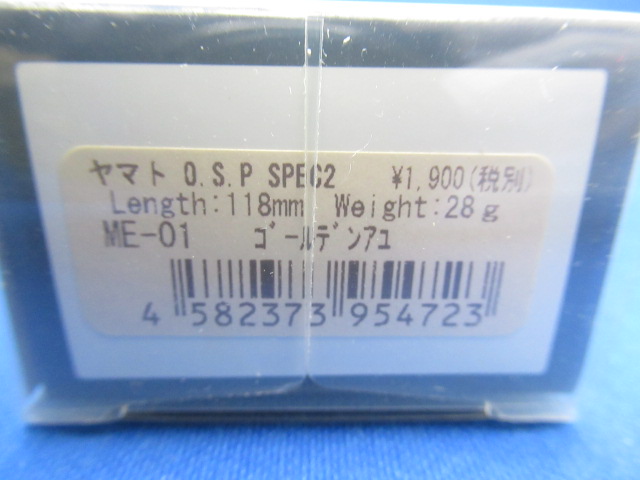 ヤマト O.S.P SPEC2 ¥1,900(税別)
Length:118mm Weight:28g
ME-01 ゴールデンアユ
4 582373 954723